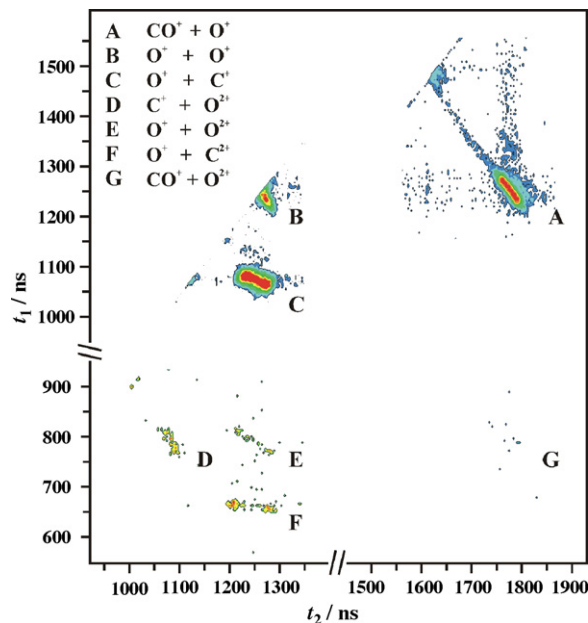 A CO⁺ + O⁺
B O⁺ + O⁺
C O⁺ + C⁺
D C⁺ + O²⁺
E O⁺ + O²⁺
F O⁺ + C²⁺
G CO⁺ + O²⁺
t₁ / ns
1500
1400
1300
1200
1100
1000
900
800
700
600
A
B
C
D
E
F
G
1000 1100 1200 1300 1500 1600 1700 1800 1900
t₂ / ns